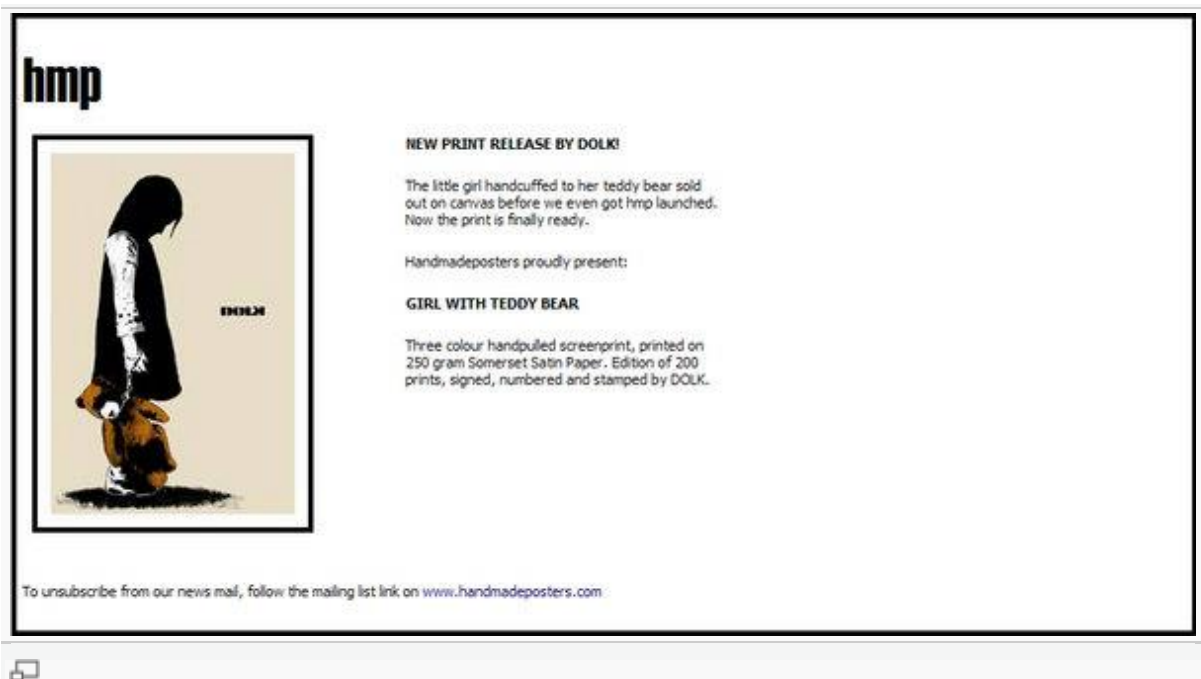 hmp
NEW PRINT RELEASE BY DOLK!
The little girl handcuffed to her teddy bear sold
out on canvas before we even got hmp launched.
Now the print is finally ready.
Handmadeposters proudly present:
GIRL WITH TEDDY BEAR
DOLK
Three colour handpulled screenprint, printed on
250 gram Somerset Satin Paper. Edition of 200
prints, signed, numbered and stamped by DOLK.
To unsubscribe from our news mail, follow the mailing list link on www.handmadeposters.com